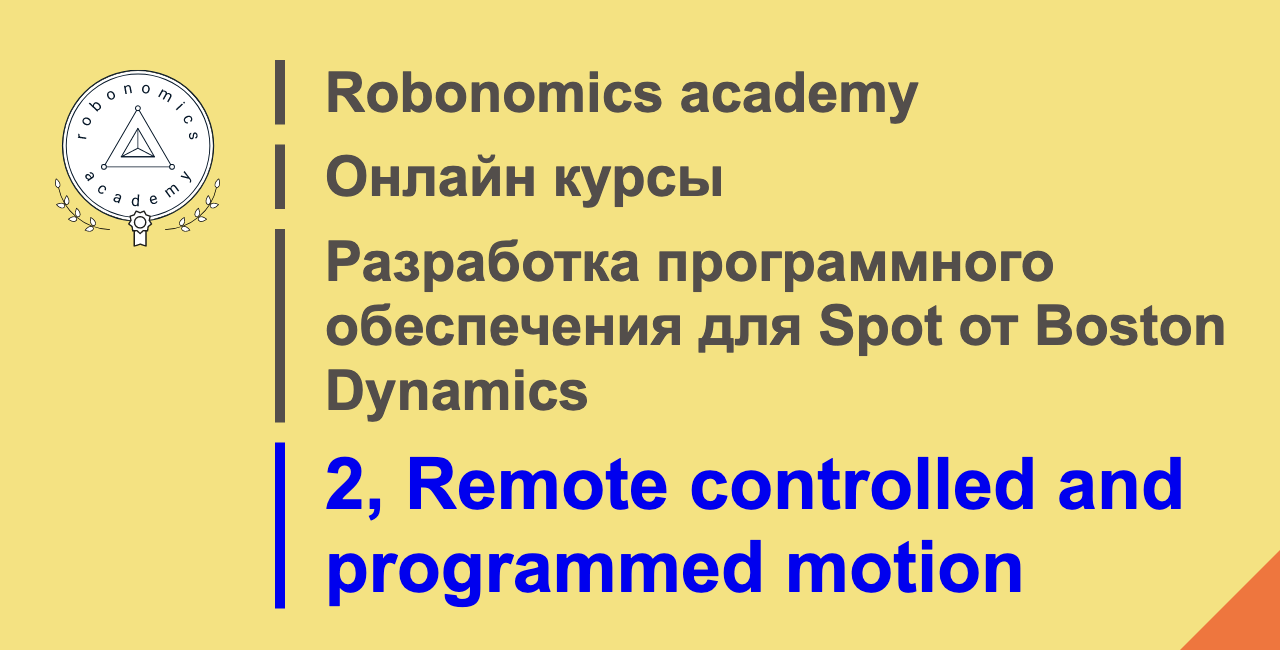 robonomics
academy
Robonomics academy
Онлайн курсы
Разработка программного
обеспечения для Spot от Boston
Dynamics
2, Remote controlled and
programmed motion